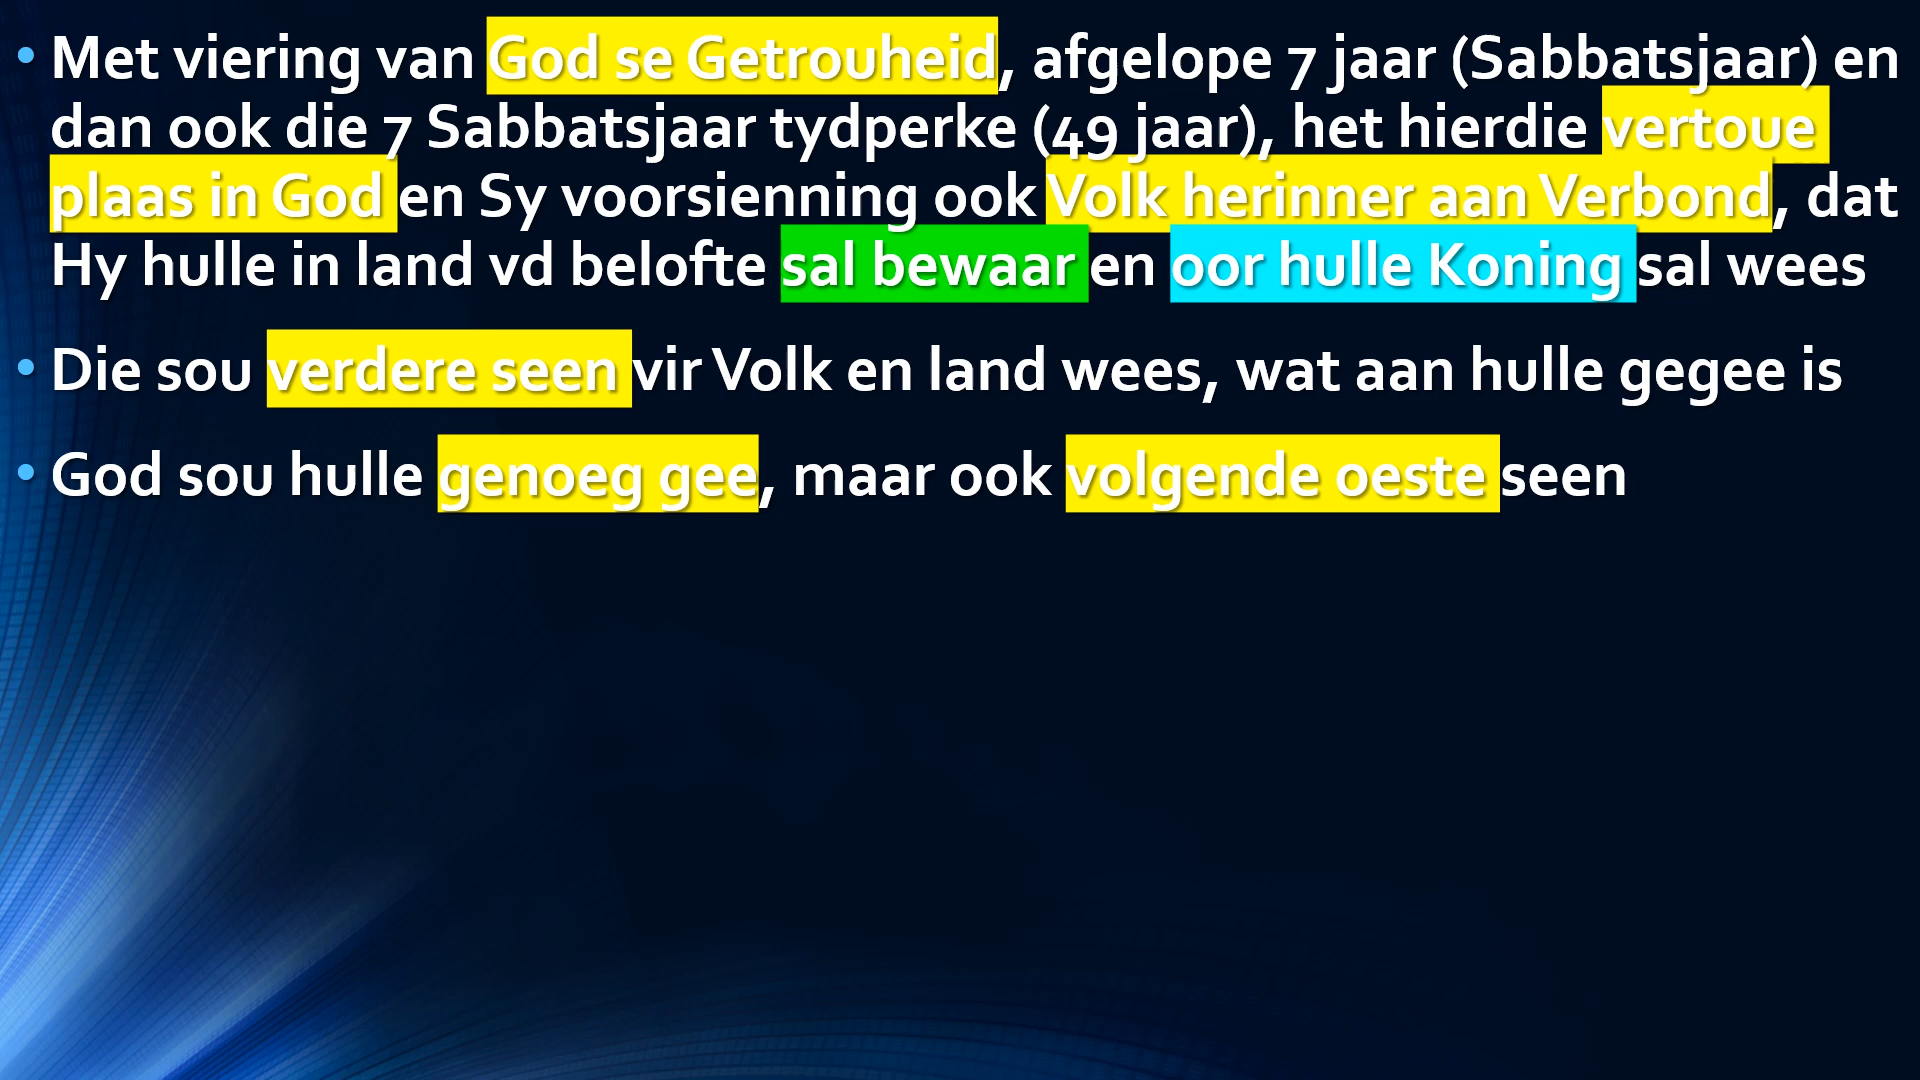 • Met viering van God se Getrouheid, afgelope 7 jaar (Sabbatsjaar) en
dan ook die 7 Sabbatsjaar tydperke (49 jaar), het hierdie vertoue
plaas in God en Sy voorsienning ook Volk herinner aan Verbond, dat
Hy hulle in land vd belofte sal bewaar en oor hulle Koning sal wees
• Die sou verdere seen vir Volk en land wees, wat aan hulle gegee is
• God sou hulle genoeg gee, maar ook volgende oeste seen